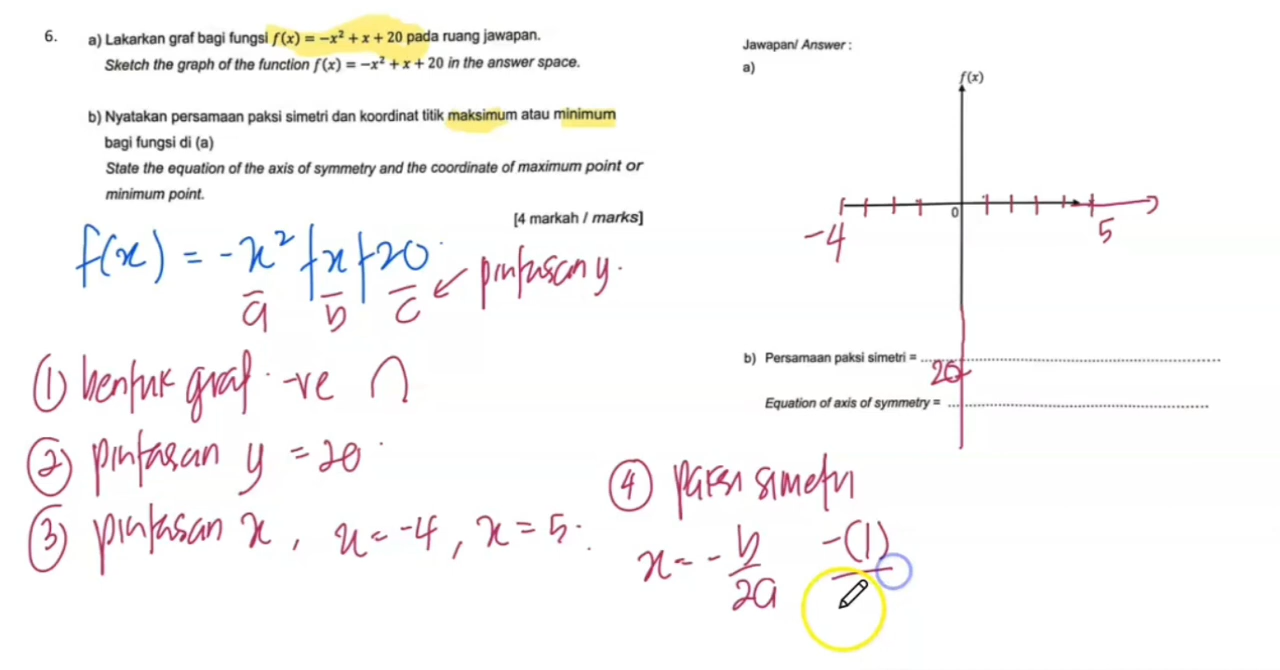 6.
a) Lakarkan graf bagi fungsi f(x) = −x² + x + 20 pada ruang jawapan.
Sketch the graph of the function f(x) = −x² + x + 20 in the answer space.
b) Nyatakan persamaan paksi simetri dan koordinat titik maksimum atau minimum
bagi fungsi di (a)
State the equation of the axis of symmetry and the coordinate of maximum point or
minimum point.
[4 markah / marks]
f(x) = -x² + x + 20
a b c ← pintasan y.
① bentuk graf. -ve ∩
② pintasan y = 20
③ pintasan x, x = -4, x = 5.
④ paksi simetri
x = - b/2a -(1)
Jawapan/ Answer :
a)
f(x)
0
-4
5
b) Persamaan paksi simetri = ......
20
Equation of axis of symmetry = ......